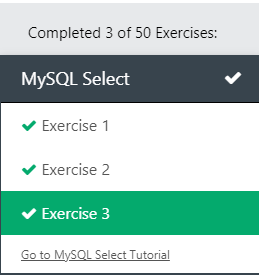 Completed 3 of 50 Exercises:
MySQL Select
Exercise 1
Exercise 2
Exercise 3
Go to MySQL Select Tutorial